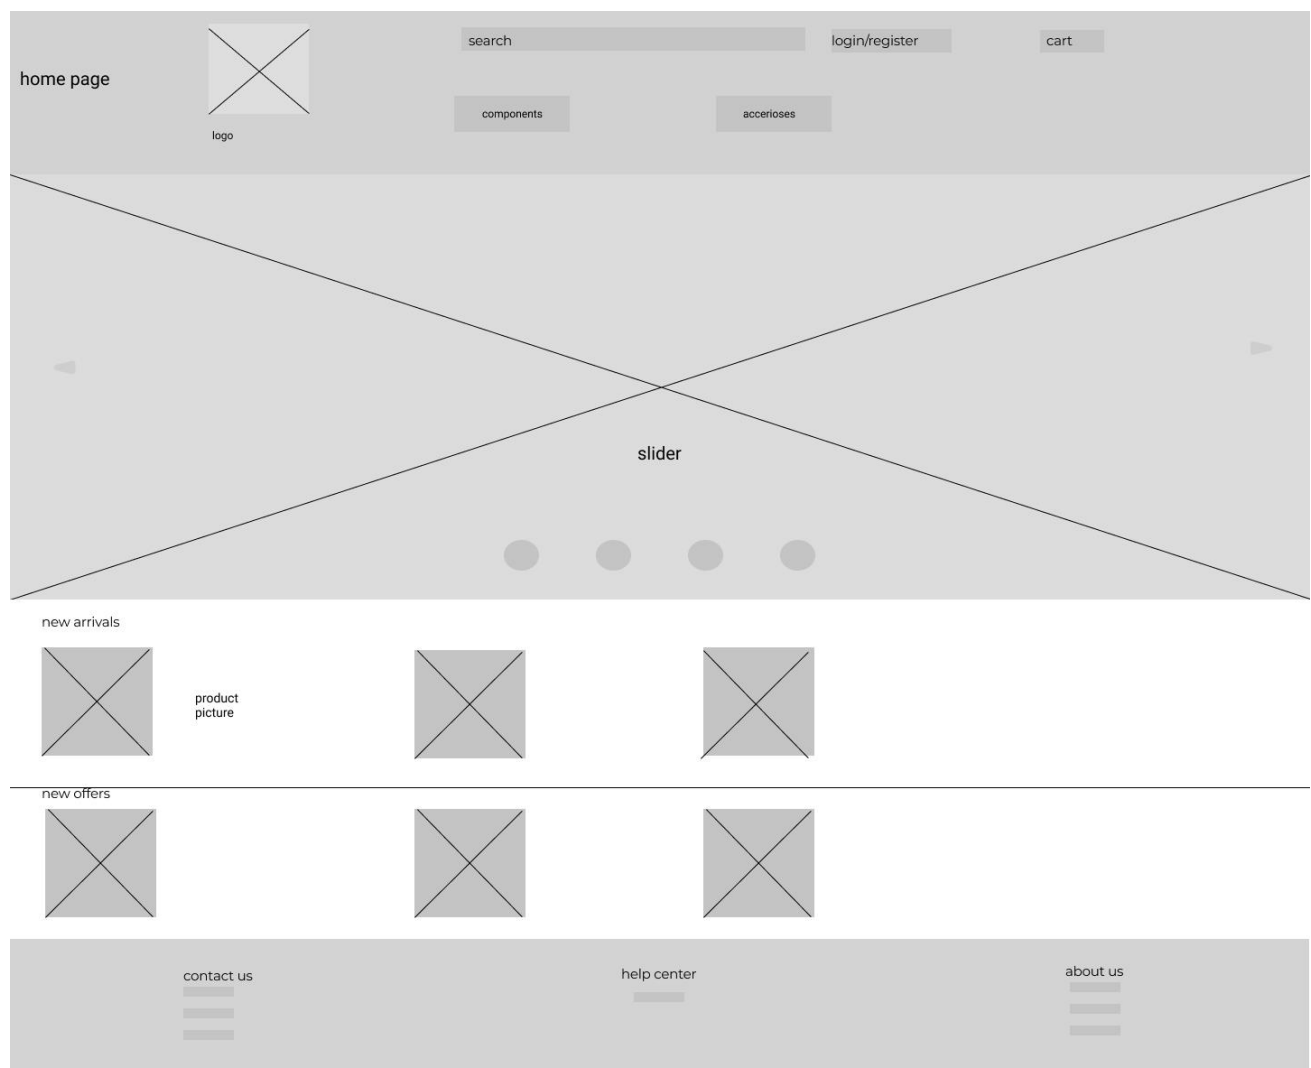 search
login/register
cart
home page
components
accerioses
logo
slider
new arrivals
product
picture
new offers
contact us
help center
about us